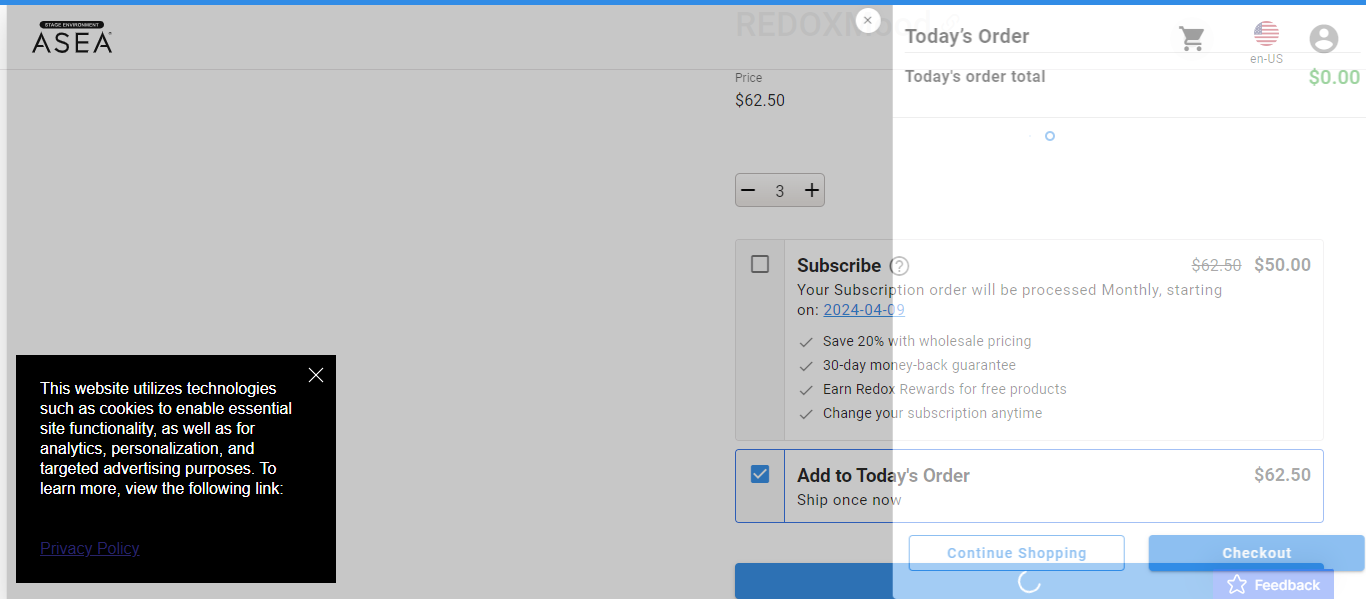 STAGE ENVIRONMENT
ASEA
REDOXMood
Price
$62.50
3
Subscribe
$62.50 $50.00
Your Subscription order will be processed Monthly, starting
on: 2024-04-09
Save 20% with wholesale pricing
30-day money-back guarantee
Earn Redox Rewards for free products
Change your subscription anytime
Add to Today's Order
$62.50
Ship once now
Today’s Order
en-US
Today's order total
$0.00
Continue Shopping
Checkout
Feedback
This website utilizes technologies
such as cookies to enable essential
site functionality, as well as for
analytics, personalization, and
targeted advertising purposes. To
learn more, view the following link:
Privacy Policy